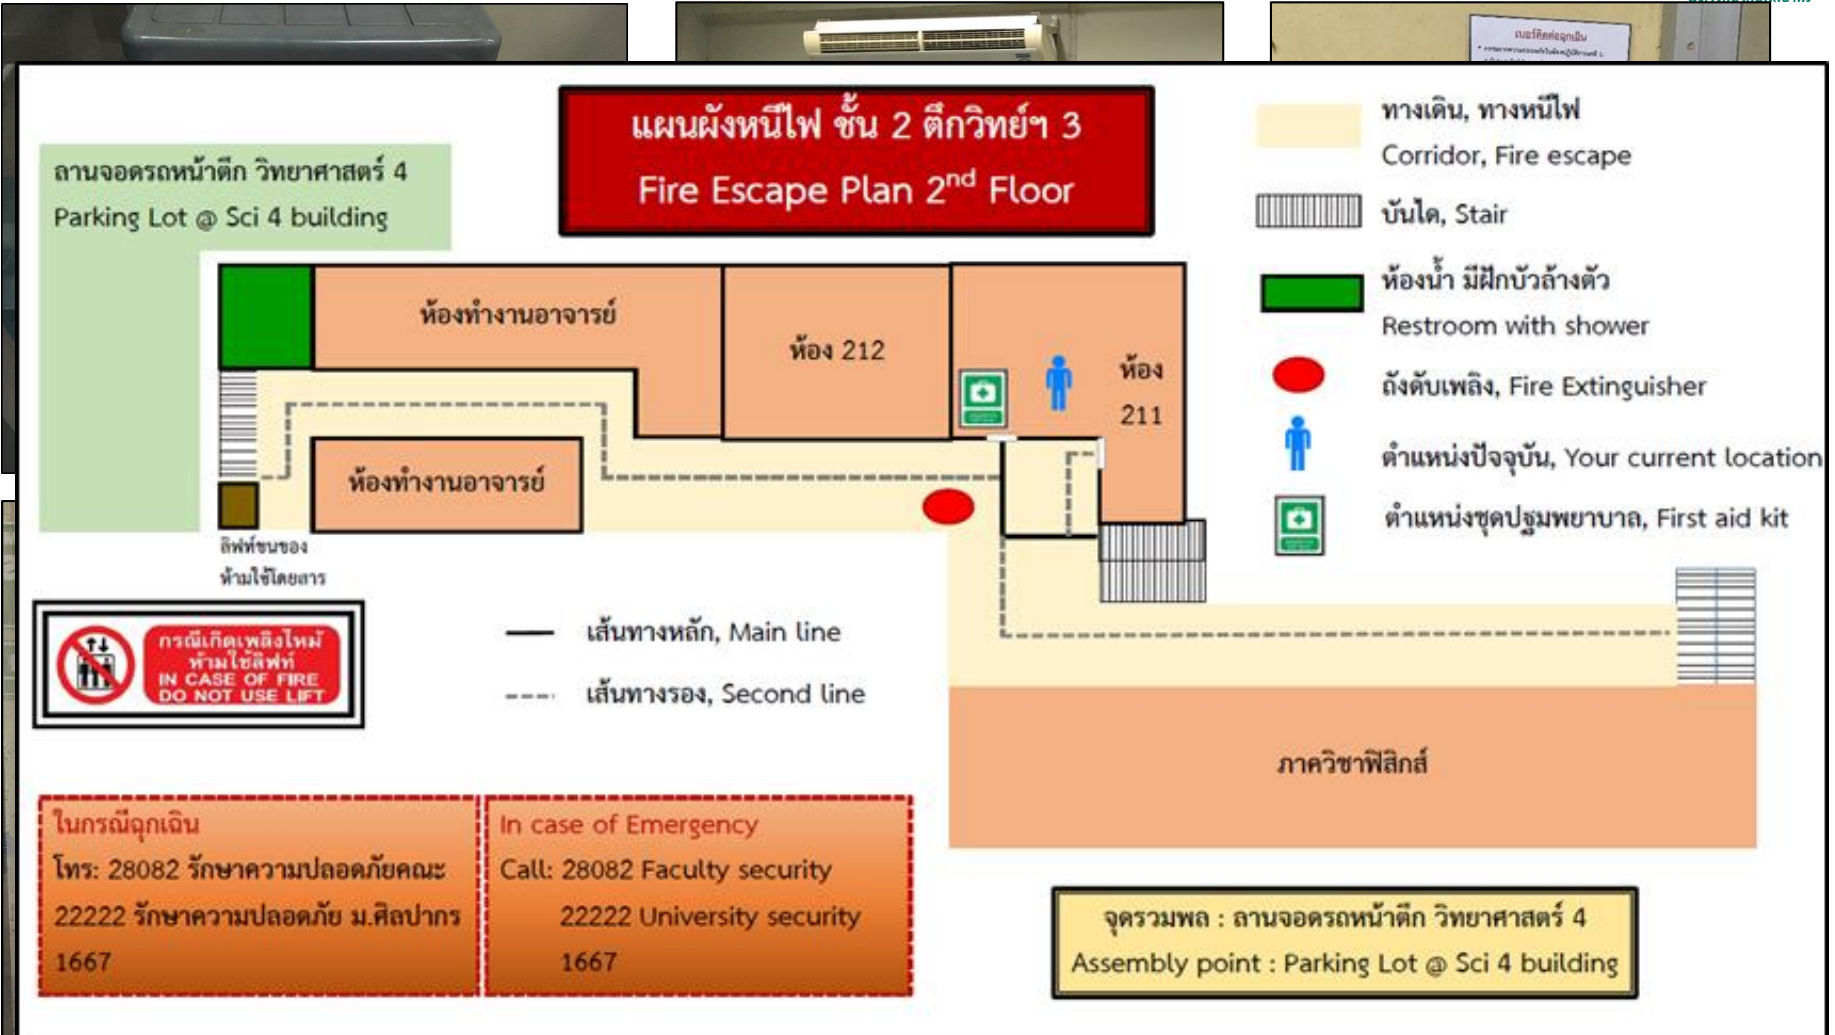 เบอร์ติดต่อฉุกเฉิน
แผนผังหนีไฟ ชั้น 2 ตึกวิทย์ฯ 3
Fire Escape Plan 2nd Floor
ลานจอดรถหน้าตึก วิทยาศาสตร์ 4
Parking Lot @ Sci 4 building
ทางเดิน, ทางหนีไฟ
Corridor, Fire escape
บันได, Stair
ห้องน้ำ มีฝักบัวล้างตัว
Restroom with shower
ถังดับเพลิง, Fire Extinguisher
ตำแหน่งปัจจุบัน, Your current location
ตำแหน่งชุดปฐมพยาบาล, First aid kit
ห้องทำงานอาจารย์
ห้อง 212
ห้อง
211
ห้องทำงานอาจารย์
ลิฟท์ขนของ
ห้ามใช้โดยสาร
กรณีเกิดเพลิงไหม้
ห้ามใช้ลิฟท์
IN CASE OF FIRE
DO NOT USE LIFT
เส้นทางหลัก, Main line
เส้นทางรอง, Second line
ภาควิชาฟิสิกส์
ในกรณีฉุกเฉิน
โทร: 28082 รักษาความปลอดภัยคณะ
22222 รักษาความปลอดภัย ม.ศิลปากร
1667
In case of Emergency
Call: 28082 Faculty security
22222 University security
1667
จุดรวมพล : ลานจอดรถหน้าตึก วิทยาศาสตร์ 4
Assembly point : Parking Lot @ Sci 4 building